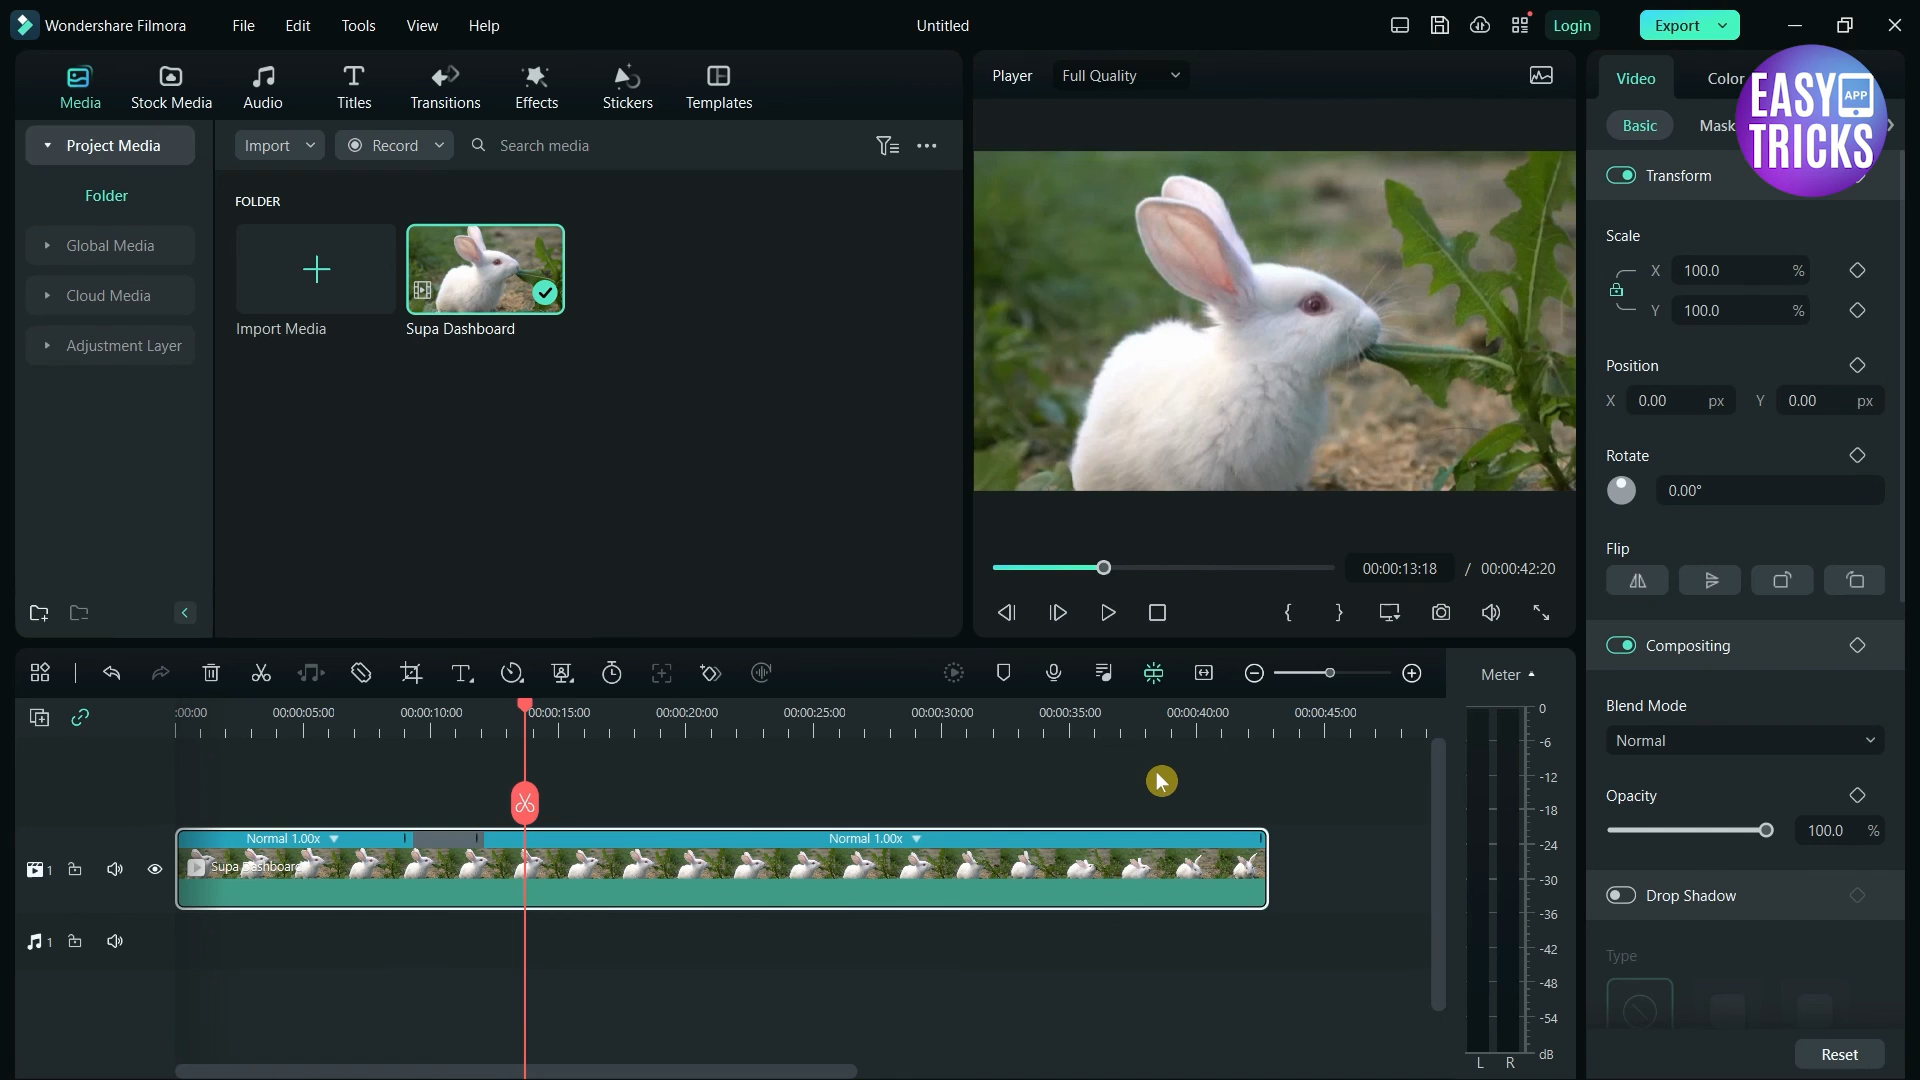 Wondershare Filmora
File
Edit
Tools
View
Help
Untitled
Login
Export
Media
Stock Media
Audio
Titles
Transitions
Effects
Stickers
Templates
Player
Full Quality
Video
Color
EASY APP
TRICKS
Basic
Mask
Project Media
Import
Record
Search media
Folder
FOLDER
Transform
Global Media
Cloud Media
Adjustment Layer
Import Media
Supa Dashboard
Scale
X 100.0 %
Y 100.0 %
Position
X 0.00 px Y 0.00 px
Rotate
0.00°
Flip
00:00:13:18 / 00:00:42:20
Compositing
Blend Mode
Normal
Opacity
100.0 %
Drop Shadow
Type
Reset
Meter
:00:00
00:00:05:00
00:00:10:00
00:00:15:00
00:00:20:00
00:00:25:00
00:00:30:00
00:00:35:00
00:00:40:00
00:00:45:00
Normal 1.00x
Normal 1.00x
Supa Dashboard
1
1
0
-6
-12
-18
-24
-30
-36
-42
-48
-54
dB
L R